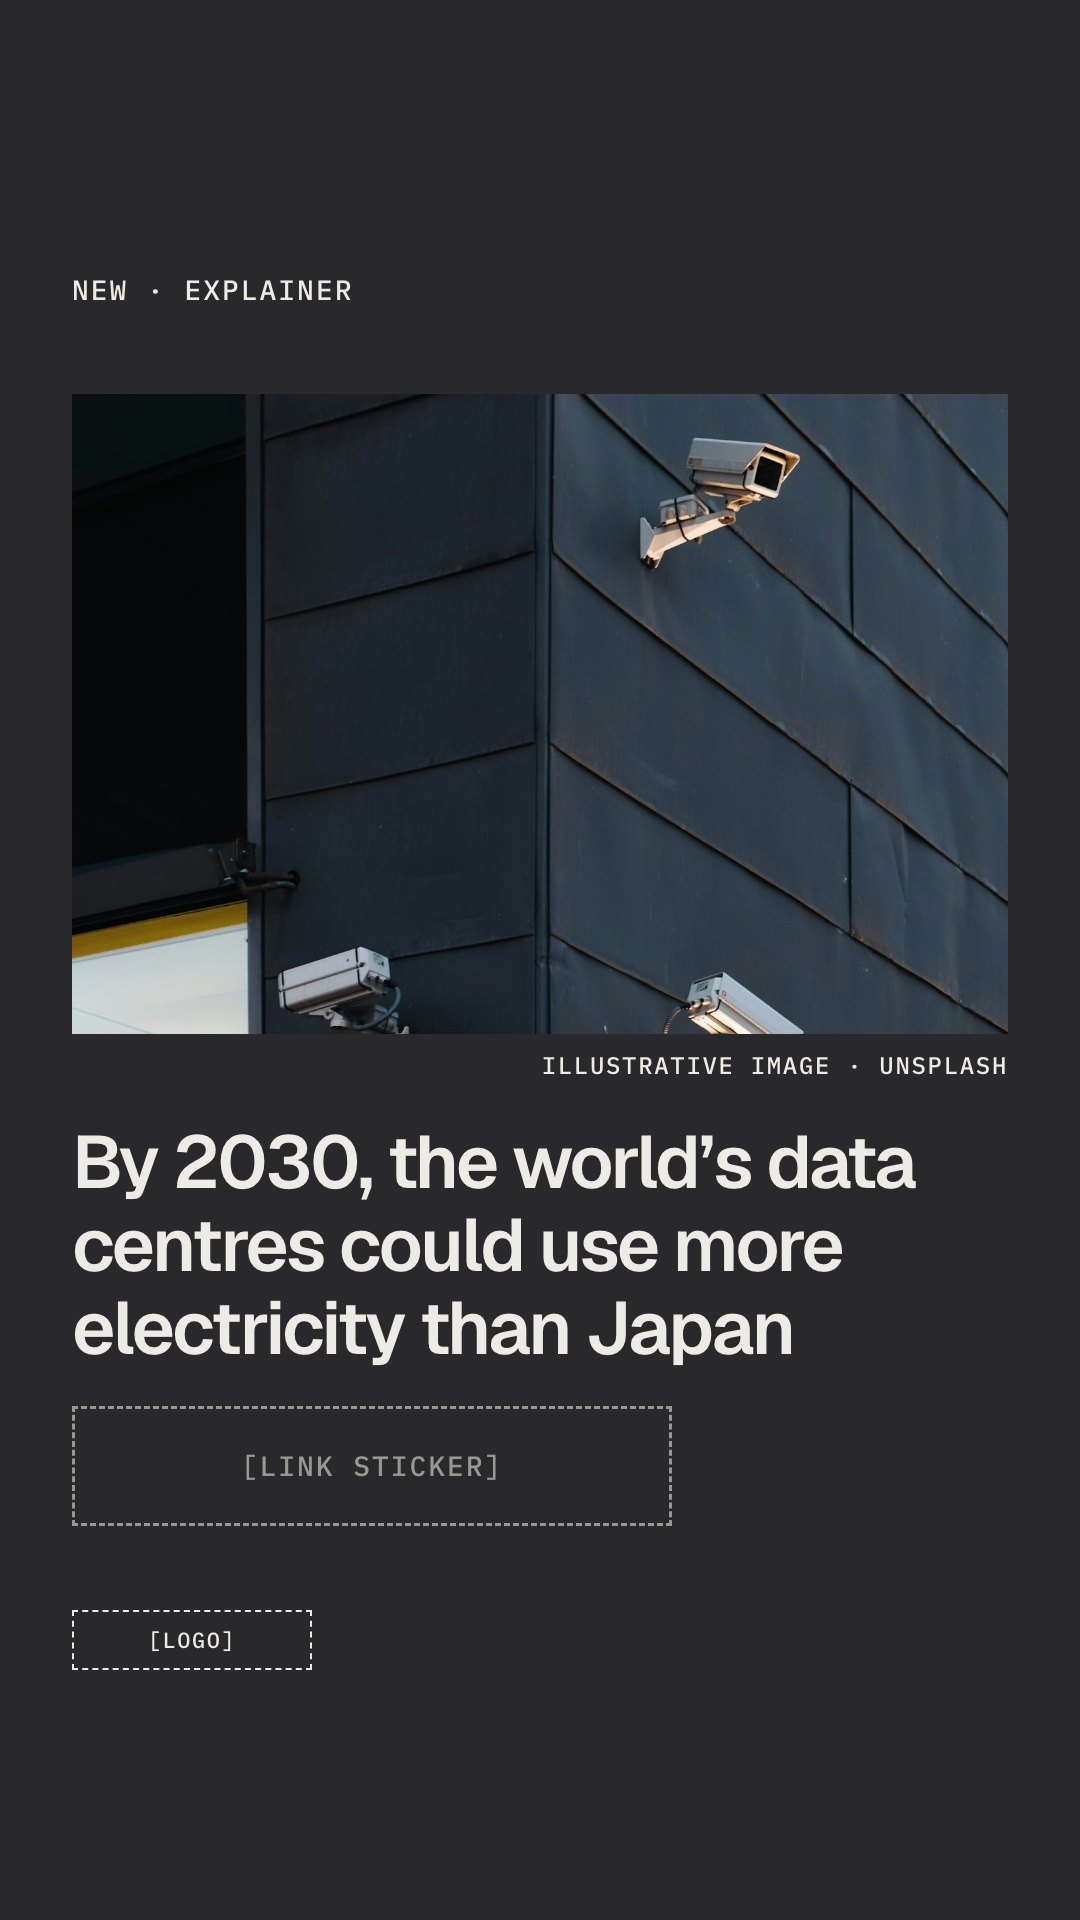 NEW · EXPLAINER
ILLUSTRATIVE IMAGE · UNSPLASH
By 2030, the world’s data
centres could use more
electricity than Japan
[LINK STICKER]
[LOGO]